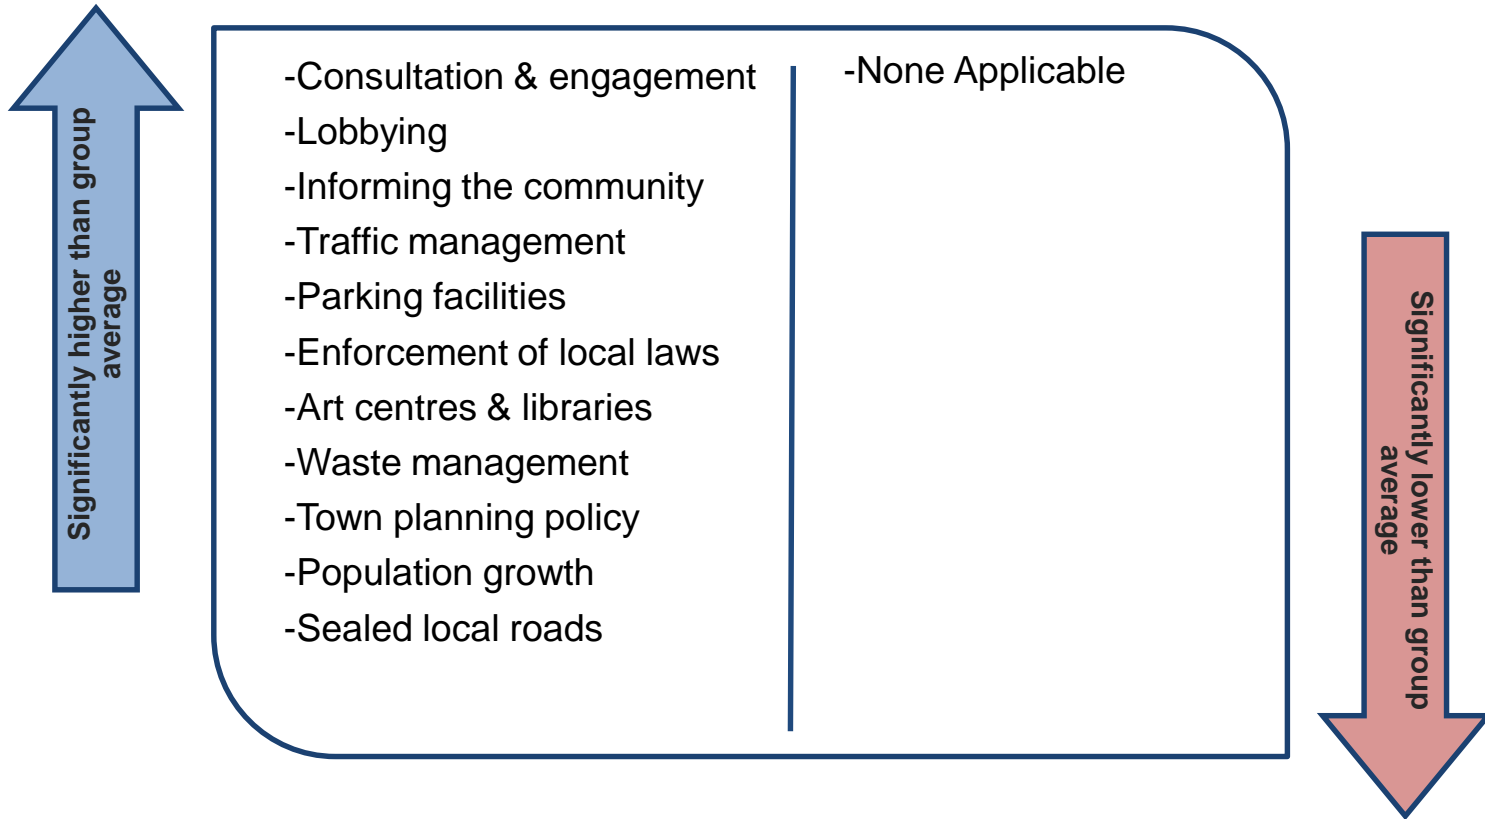 Significantly higher than group
average
-Consultation & engagement
-Lobbying
-Informing the community
-Traffic management
-Parking facilities
-Enforcement of local laws
-Art centres & libraries
-Waste management
-Town planning policy
-Population growth
-Sealed local roads
-None Applicable
Significantly lower than group
average